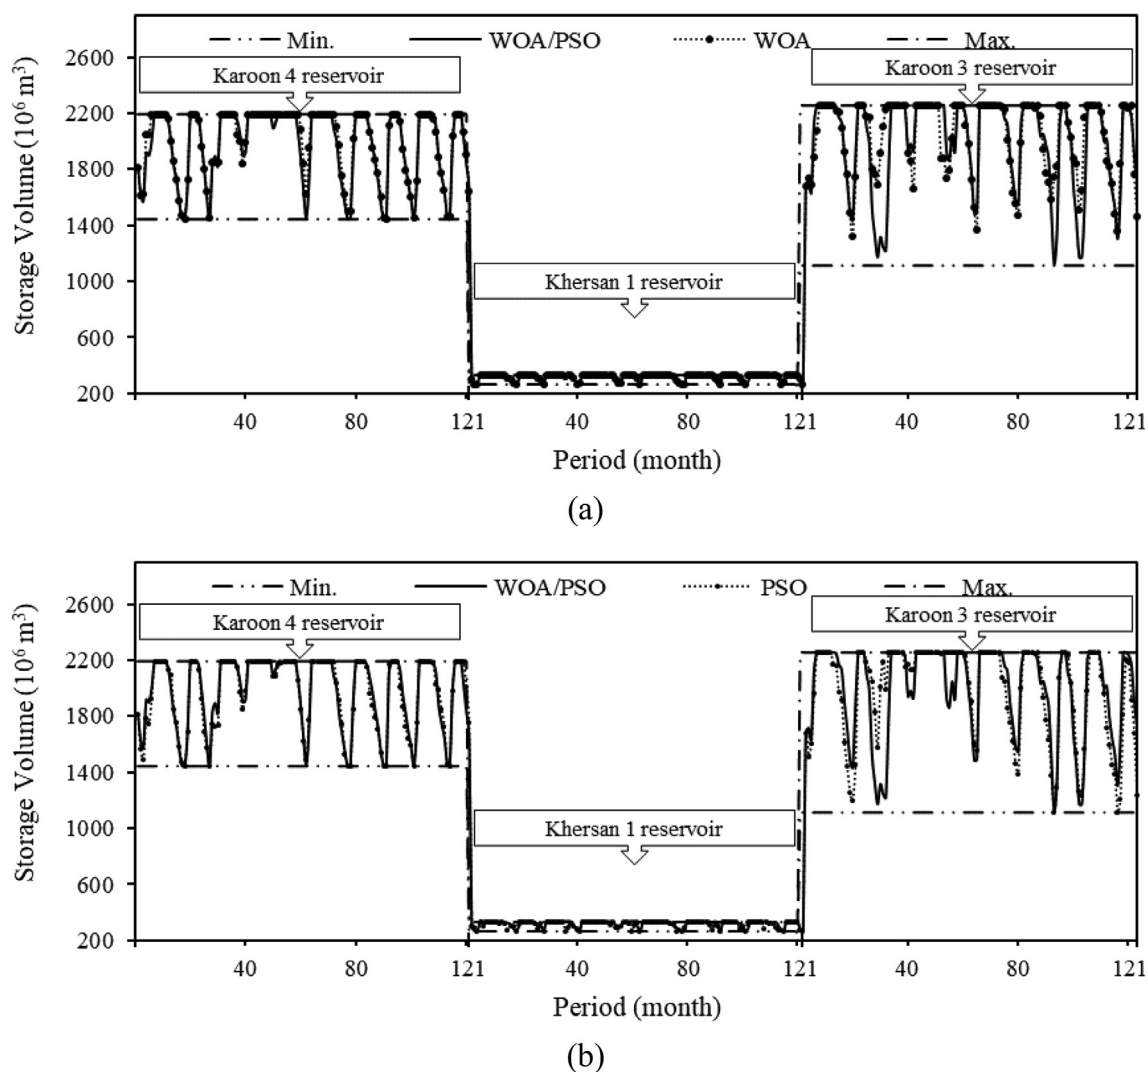 (a)
Min. WOA/PSO WOA Max.
2600
Karoon 4 reservoir Karoon 3 reservoir
2200
1800
1400
1000
Khersan 1 reservoir
600
200
Storage Volume (10⁶ m³)
40 80 121 40 80 121 40 80 121
Period (month)
(a)
Min. WOA/PSO PSO Max.
2600
Karoon 4 reservoir Karoon 3 reservoir
2200
1800
1400
1000
Khersan 1 reservoir
600
200
Storage Volume (10⁶ m³)
40 80 121 40 80 121 40 80 121
Period (month)
(b)